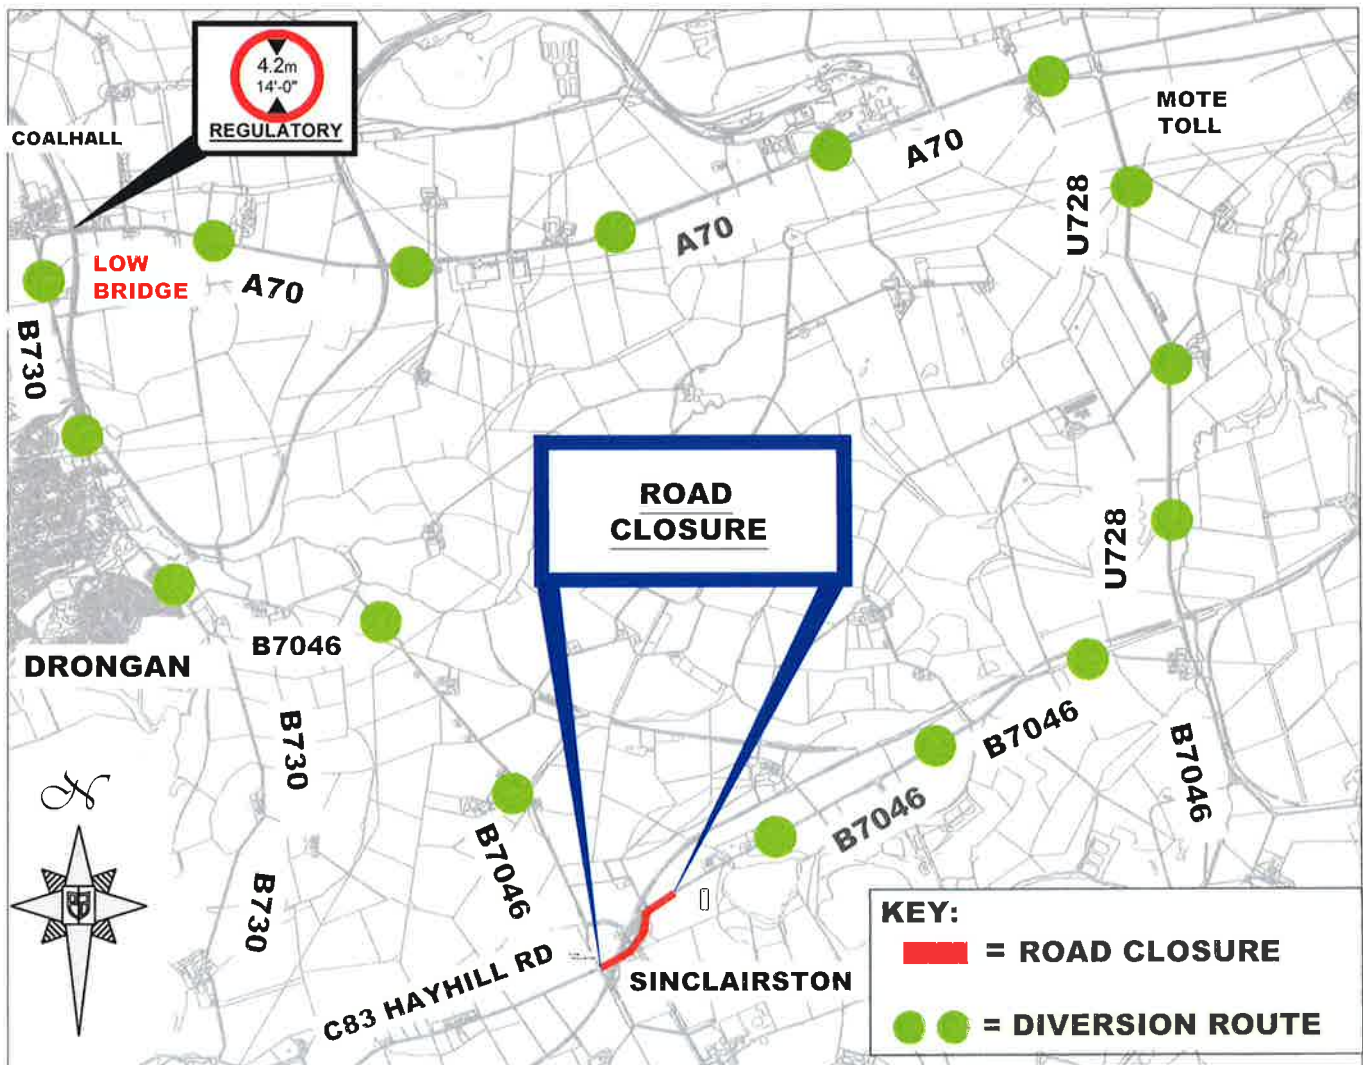 4.2m
14'-0"
REGULATORY
COALHALL
MOTE
TOLL
A70
U728
A70
LOW
BRIDGE
A70
B730
ROAD
CLOSURE
U728
B7046
DRONGAN
B730
B7046
B7046
B7046
B7046
B730
N
C83 HAYHILL RD
SINCLAIRSTON
KEY:
= ROAD CLOSURE
= DIVERSION ROUTE